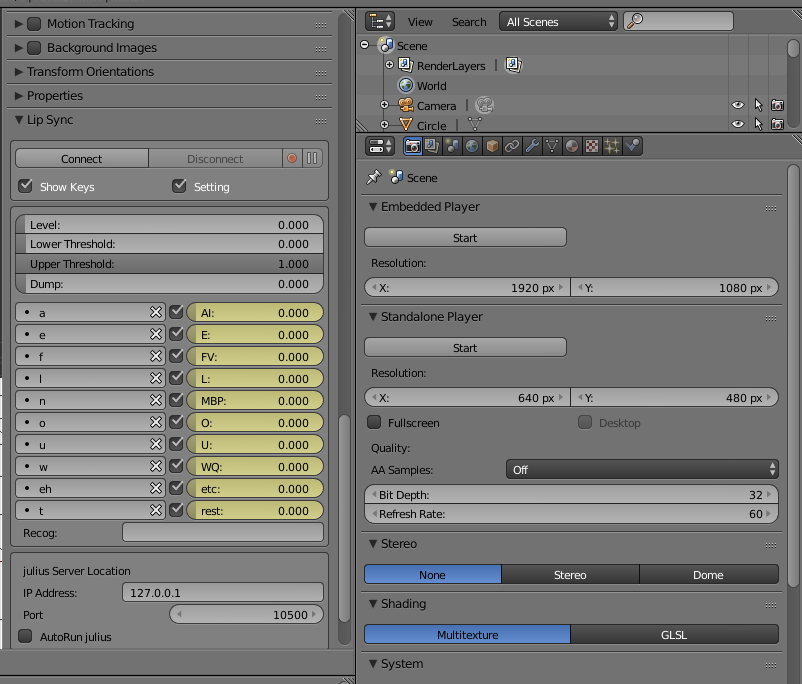 Motion Tracking
Background Images
Transform Orientations
Properties
Lip Sync
Connect Disconnect
Show Keys Setting
Level: 0.000
Lower Threshold: 0.000
Upper Threshold: 1.000
Dump: 0.000
a AI: 0.000
e E: 0.000
f FV: 0.000
l L: 0.000
n MBP: 0.000
o O: 0.000
u U: 0.000
w WQ: 0.000
eh etc: 0.000
t rest: 0.000
Recog:
julius Server Location
IP Address: 127.0.0.1
Port 10500
AutoRun julius
View Search All Scenes
Scene
RenderLayers
World
Camera
Circle
Scene
Embedded Player
Start
Resolution:
X: 1920 px Y: 1080 px
Standalone Player
Start
Resolution:
X: 640 px Y: 480 px
Fullscreen Desktop
Quality:
AA Samples: Off
Bit Depth: 32
Refresh Rate: 60
Stereo
None Stereo Dome
Shading
Multitexture GLSL
System